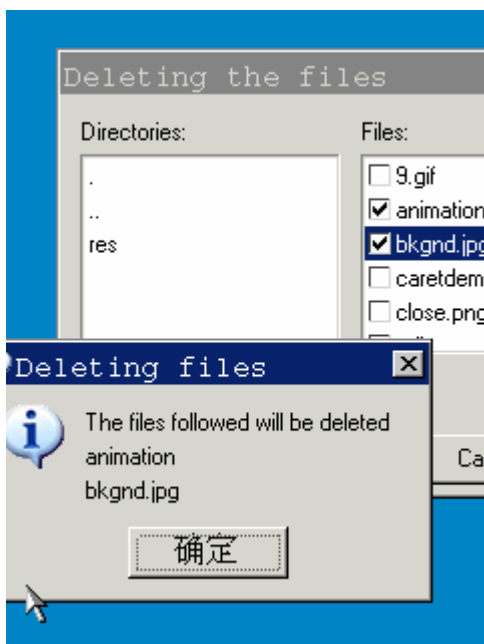 Deleting the files
Directories:
Files:
.
..
res
9.gif
animation
bkgnd.jpg
caretdem
close.png
Deleting files
The files followed will be deleted
animation
bkgnd.jpg
确定
Ca